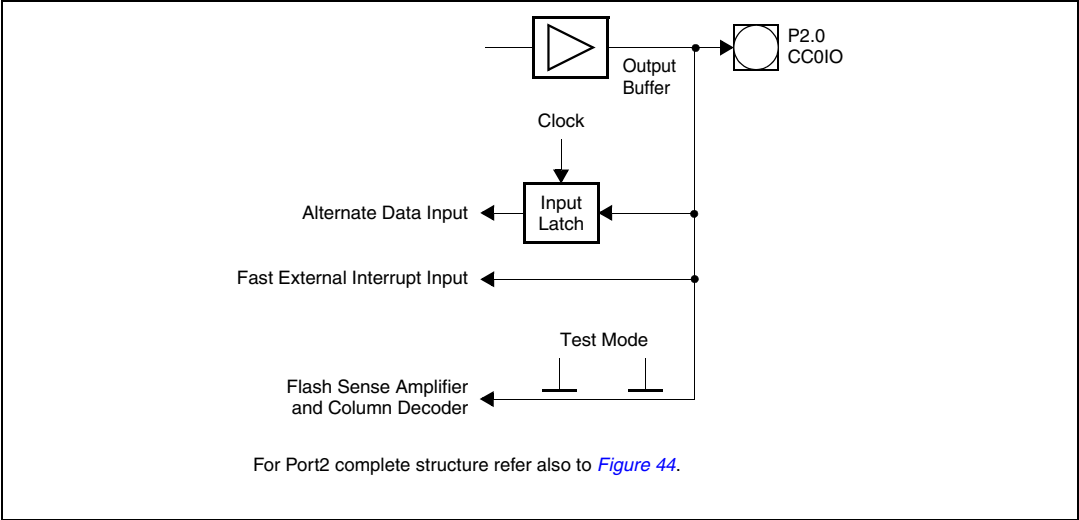 P2.0
CC0IO
Output
Buffer
Clock
Input
Latch
Alternate Data Input
Fast External Interrupt Input
Test Mode
Flash Sense Amplifier
and Column Decoder
For Port2 complete structure refer also to Figure 44.